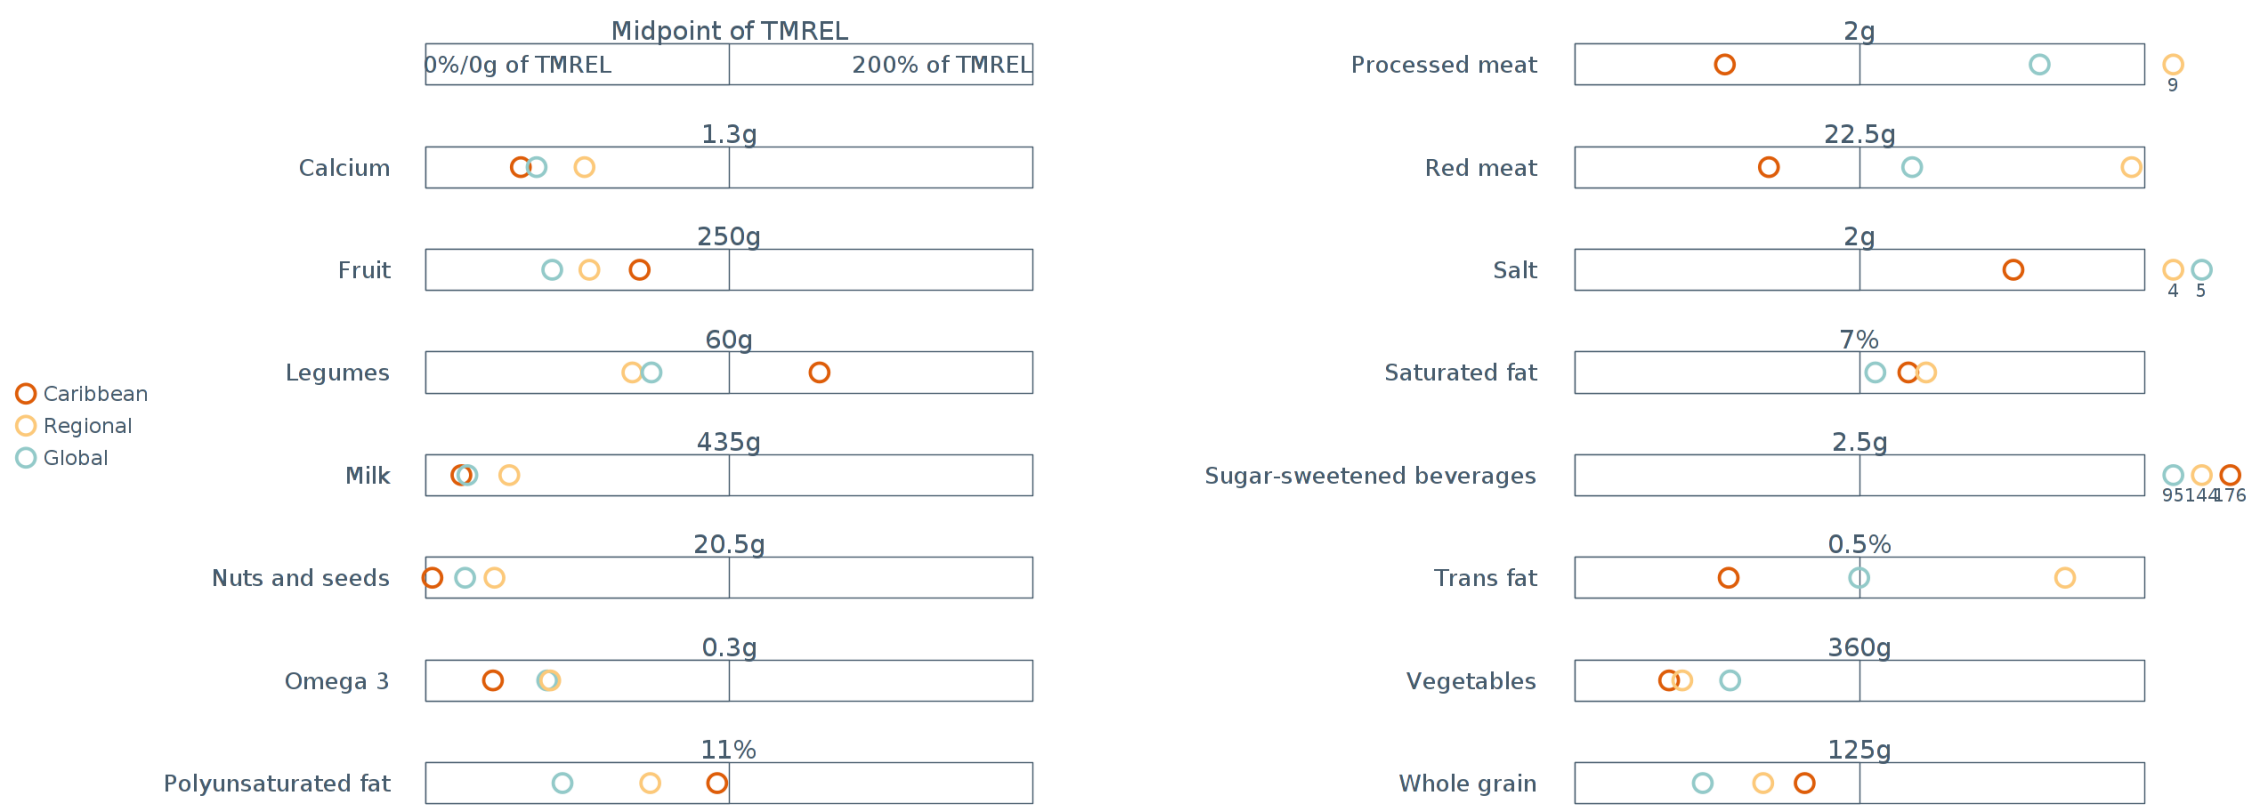 Midpoint of TMREL
0%/0g of TMREL 200% of TMREL
1.3g
Calcium
250g
Fruit
60g
Legumes
435g
Milk
20.5g
Nuts and seeds
0.3g
Omega 3
11%
Polyunsaturated fat
Caribbean
Regional
Global
2g
Processed meat
9
22.5g
Red meat
2g
Salt
4 5
7%
Saturated fat
2.5g
Sugar-sweetened beverages
95 144 176
0.5%
Trans fat
360g
Vegetables
125g
Whole grain